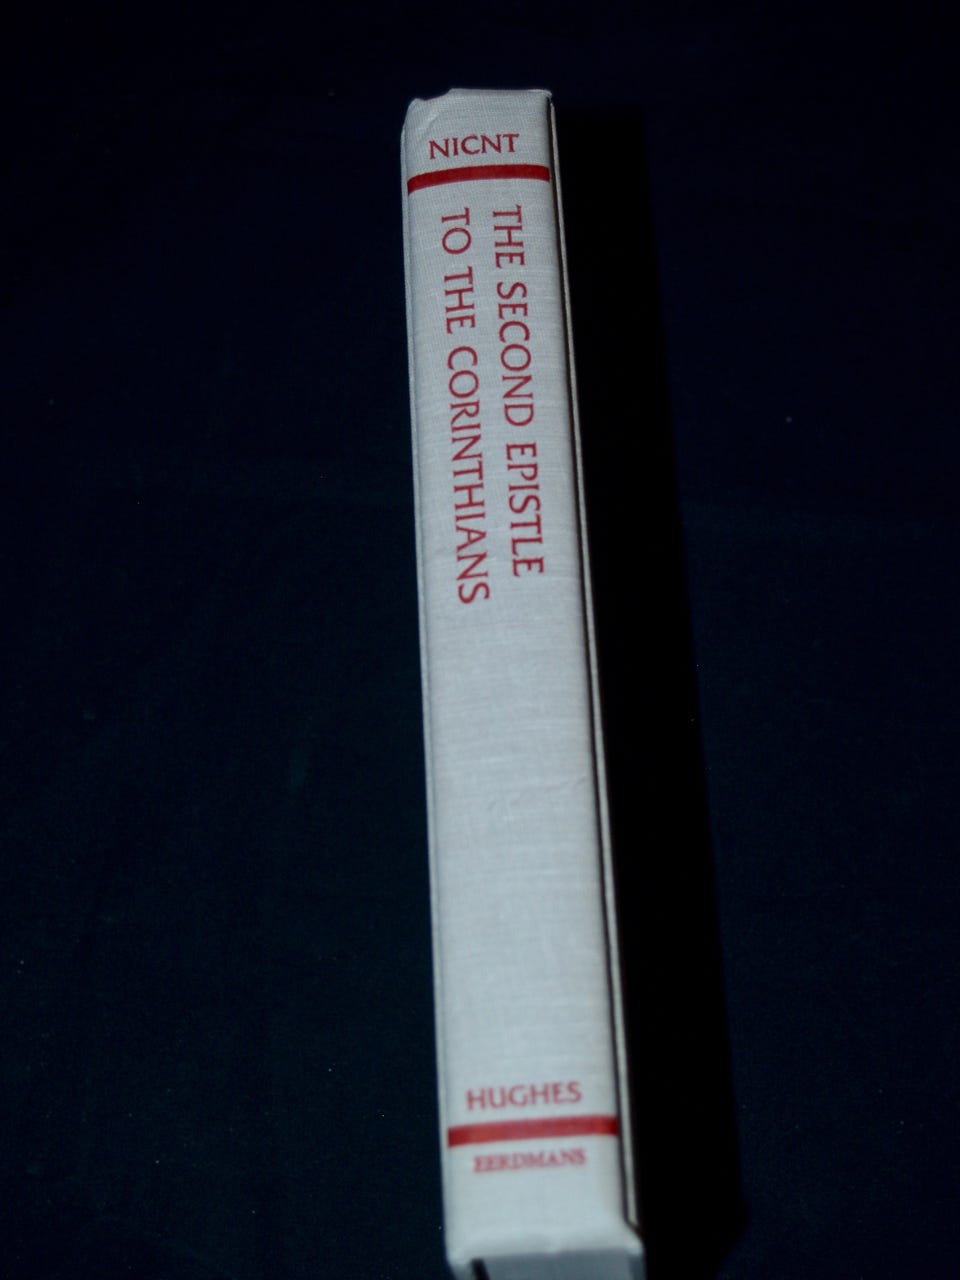 NICNT
THE SECOND EPISTLE
TO THE CORINTHIANS
HUGHES
EERDMANS